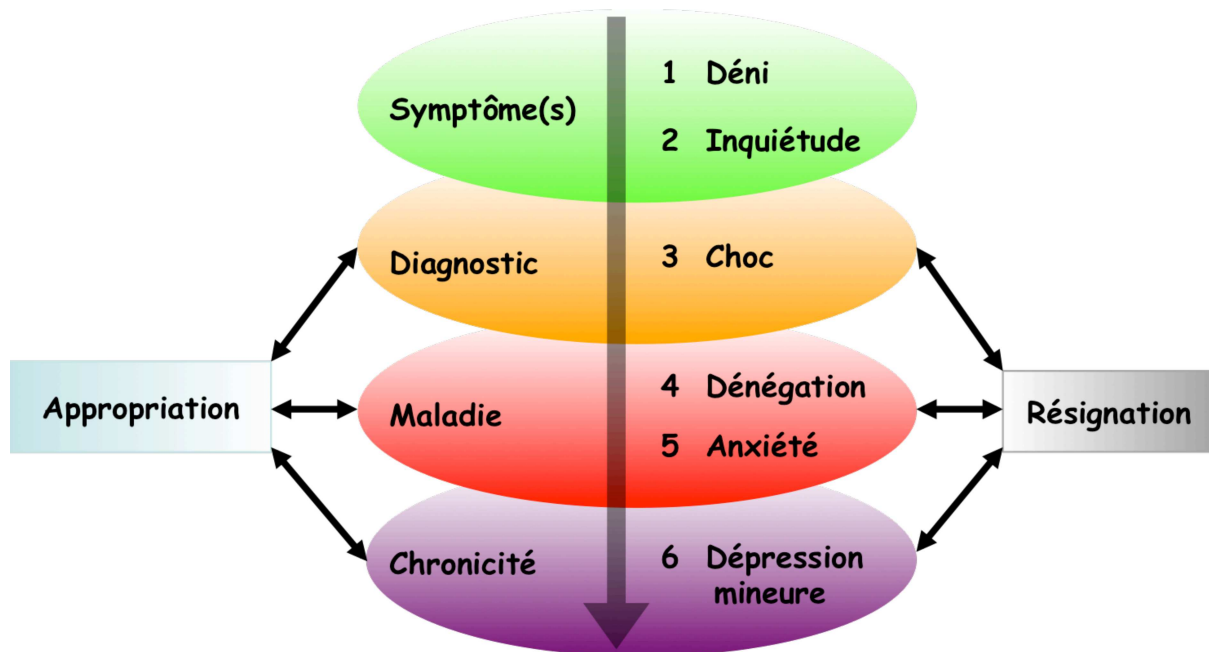 Symptôme(s)
1 Déni
2 Inquiétude
Diagnostic
3 Choc
Appropriation
Maladie
4 Dénégation
5 Anxiété
Résignation
Chronicité
6 Dépression
mineure